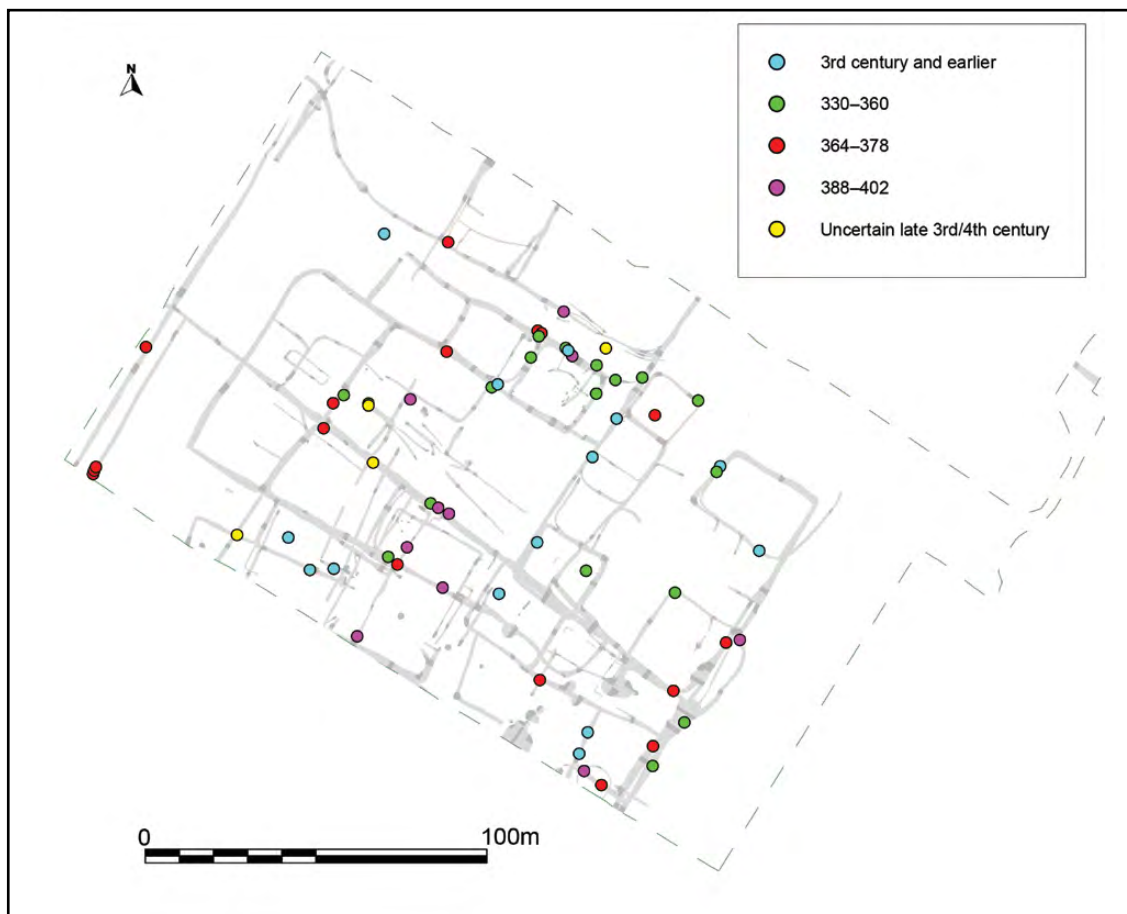 N
3rd century and earlier
330–360
364–378
388–402
Uncertain late 3rd/4th century
0 100m